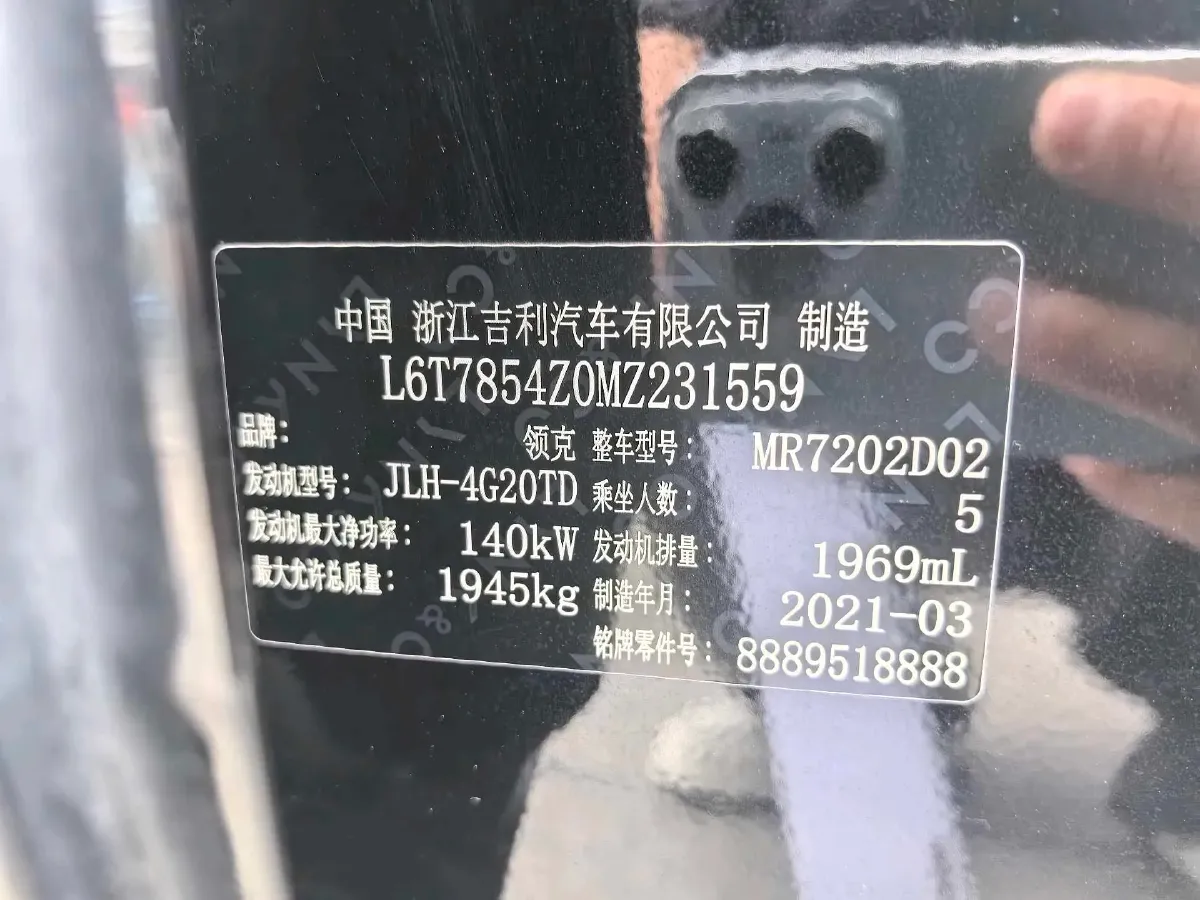 中国 浙江吉利汽车有限公司 制造
L6T7854Z0MZ231559
品牌： 领克 整车型号： MR7202D02
发动机型号： JLH-4G20TD 乘坐人数： 5
发动机最大净功率： 140kW 发动机排量： 1969mL
最大允许总质量： 1945kg 制造年月： 2021-03
铭牌零件号： 8889518888